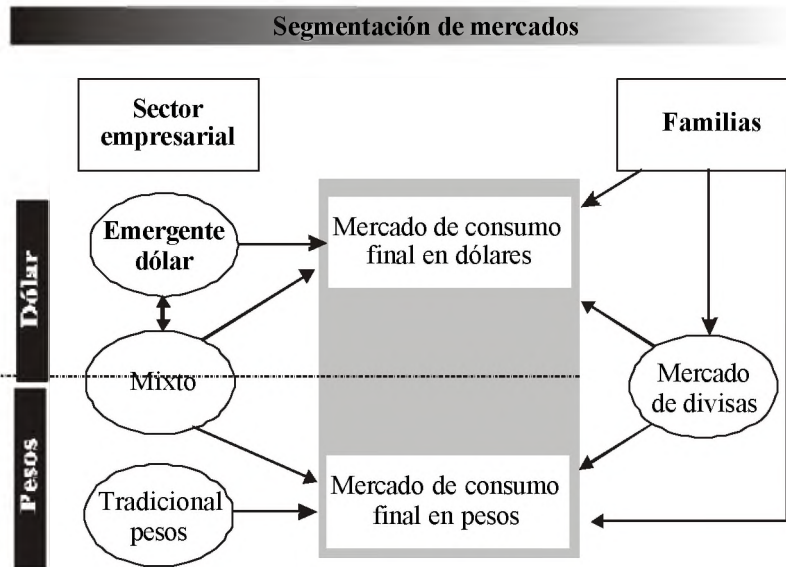 Segmentación de mercados
Sector
empresarial
Familias
Dólar
Emergente
dólar
Mercado de consumo
final en dólares
Mixto
Mercado
de divisas
Pesos
Tradicional
pesos
Mercado de consumo
final en pesos